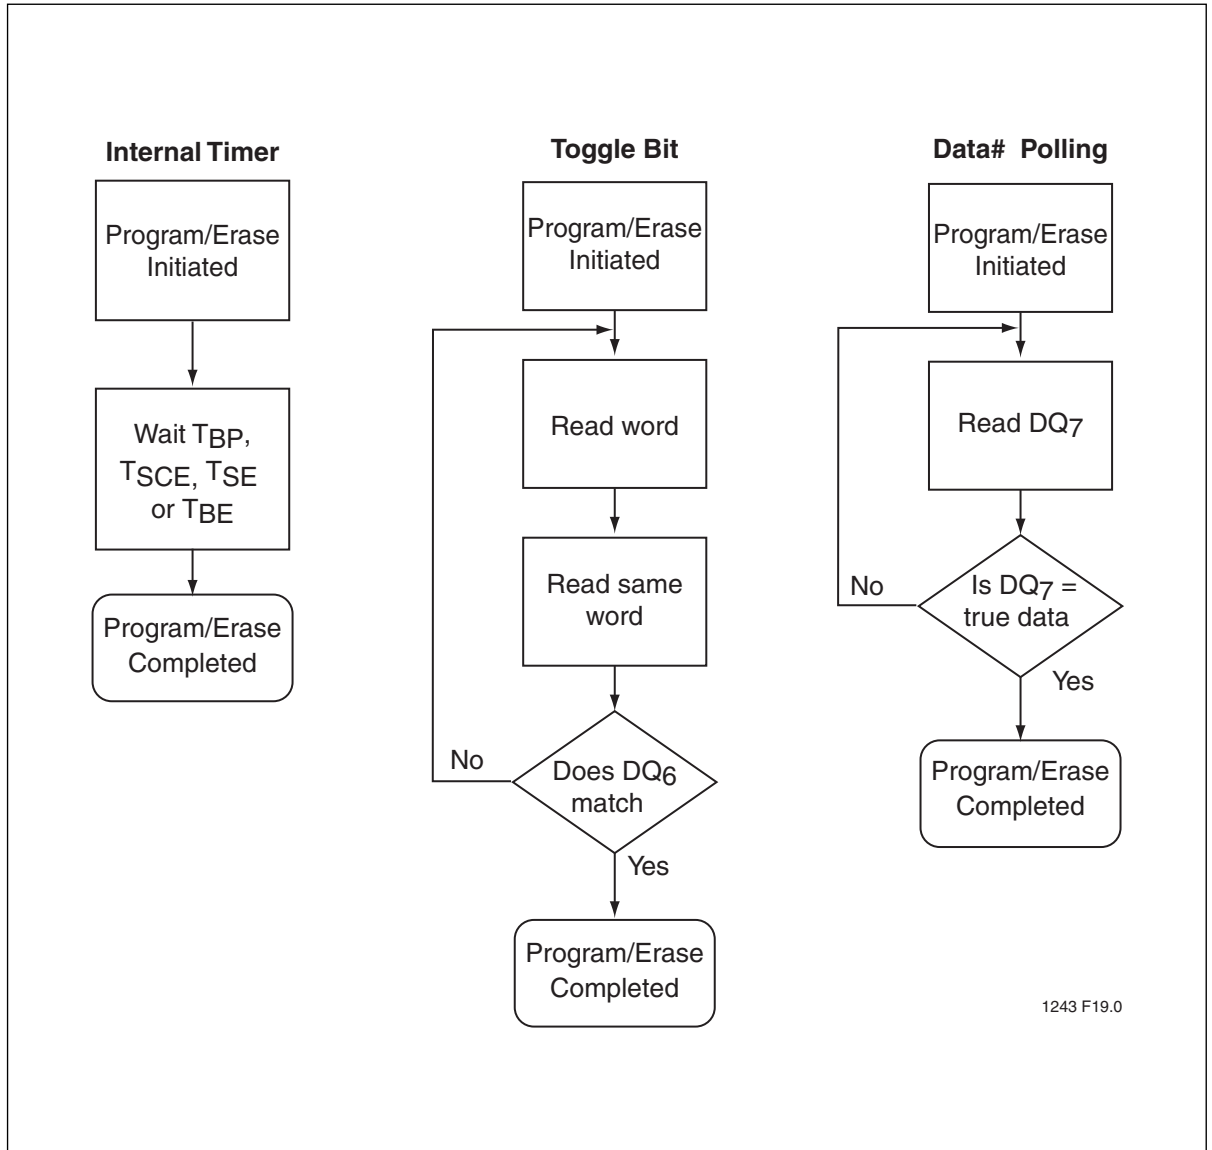 Internal Timer
Program/Erase
Initiated
Wait TBP,
TSCE, TSE
or TBE
Program/Erase
Completed
Toggle Bit
Program/Erase
Initiated
Read word
Read same
word
Does DQ6
match
No
Yes
Program/Erase
Completed
Data# Polling
Program/Erase
Initiated
Read DQ7
Is DQ7 =
true data
No
Yes
Program/Erase
Completed
1243 F19.0